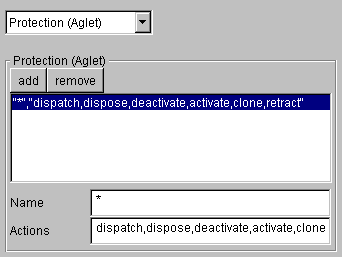 Protection (Aglet)
Protection (Aglet)
add remove
"*","dispatch,dispose,deactivate,activate,clone,retract"
Name *
Actions dispatch,dispose,deactivate,activate,clone